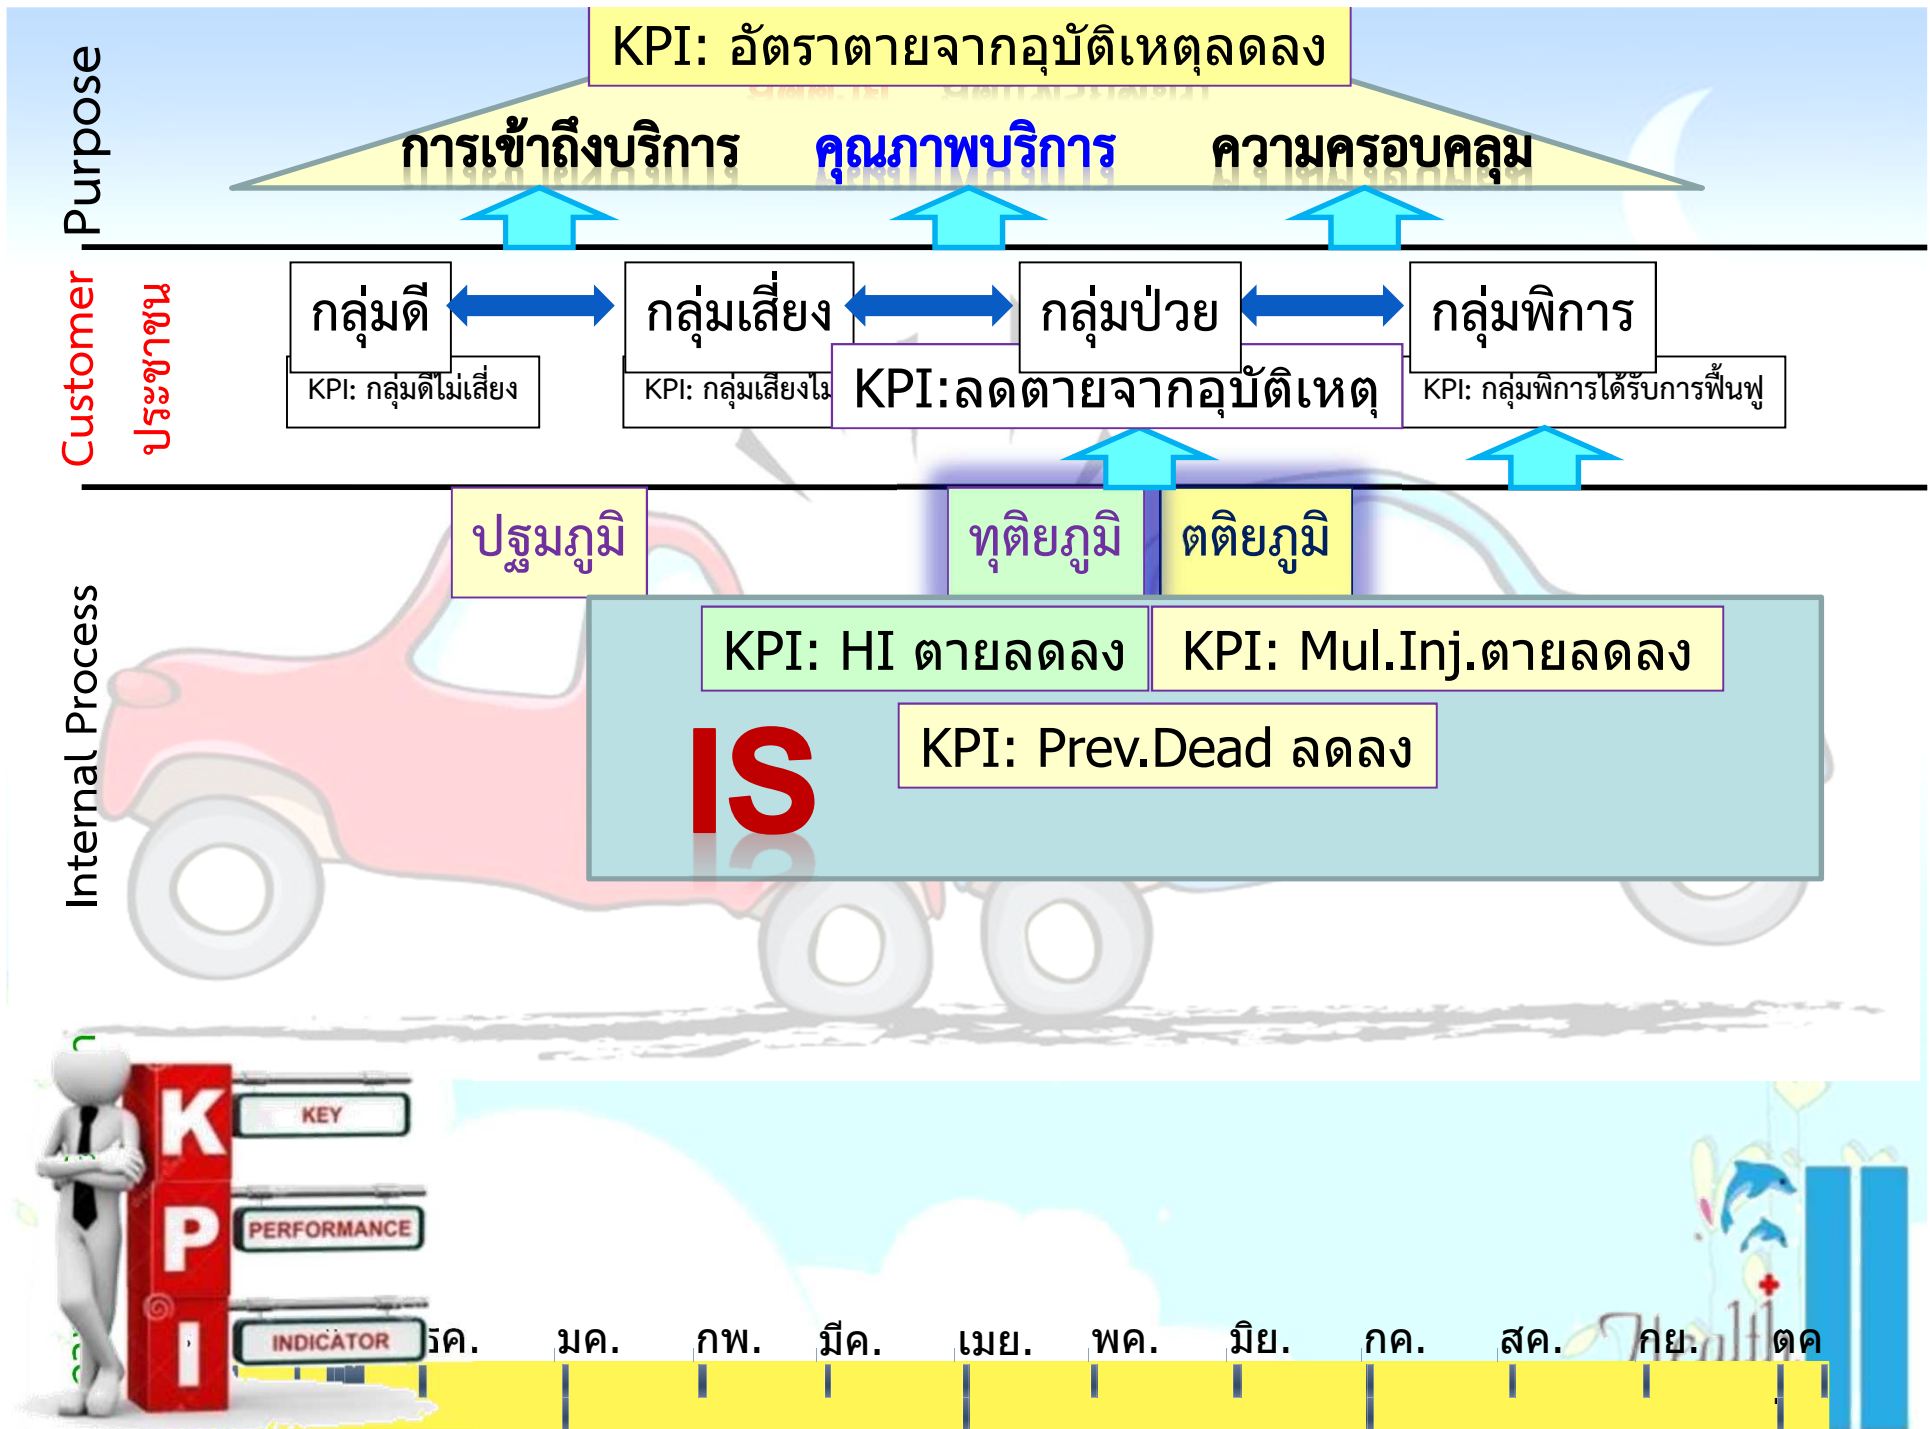 KPI: อัตราตายจากอุบัติเหตุลดลง
Purpose
การเข้าถึงบริการ คุณภาพบริการ ความครอบคลุม
Customer
ประชาชน
กลุ่มดี กลุ่มเสี่ยง กลุ่มป่วย กลุ่มพิการ
KPI: กลุ่มดีไม่เสี่ยง KPI: กลุ่มเสี่ยงไม KPI:ลดตายจากอุบัติเหตุ KPI: กลุ่มพิการได้รับการฟื้นฟู
ปฐมภูมิ ทุติยภูมิ ตติยภูมิ
Internal Process
KPI: HI ตายลดลง KPI: Mul.Inj.ตายลดลง
KPI: Prev.Dead ลดลง
IS
K KEY
P PERFORMANCE
I INDICATOR
ธค. มค. กพ. มีค. เมย. พค. มิย. กค. สค. กย. ตค
Health